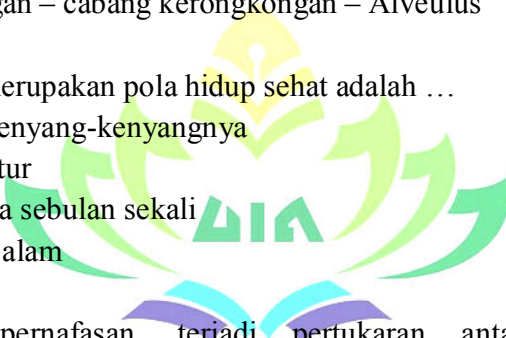 gan – cabang kerongkongan – Alveulus
erupakan pola hidup sehat adalah …
enyang-kenyangnya
tur
a sebulan sekali
alam
UIN
pernafasan, terjadi pertukaran anta